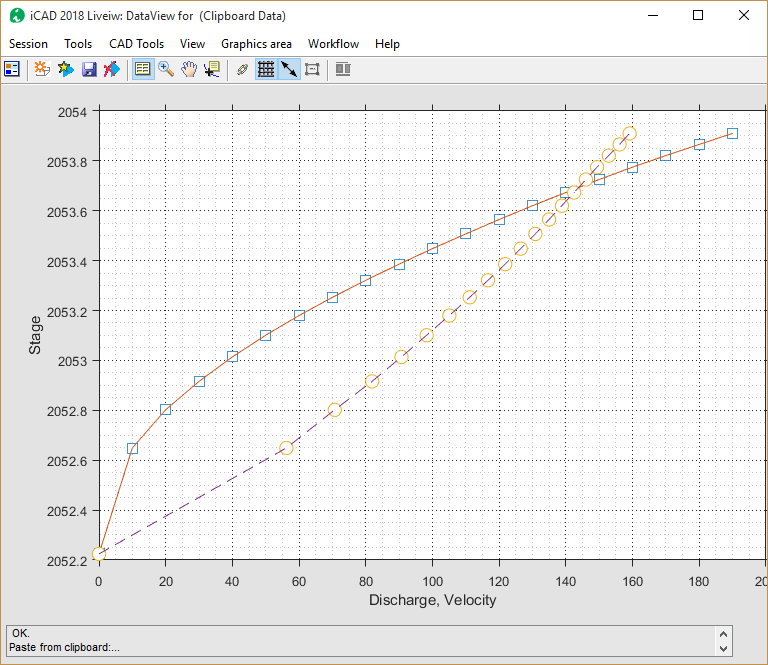 iCAD 2018 Liveiw: DataView for  (Clipboard Data)
Session Tools CAD Tools View Graphics area Workflow Help
2054
2053.8
2053.6
2053.4
2053.2
2053
2052.8
2052.6
2052.4
2052.2
Stage
0 20 40 60 80 100 120 140 160 180 20
Discharge, Velocity
OK.
Paste from clipboard:...